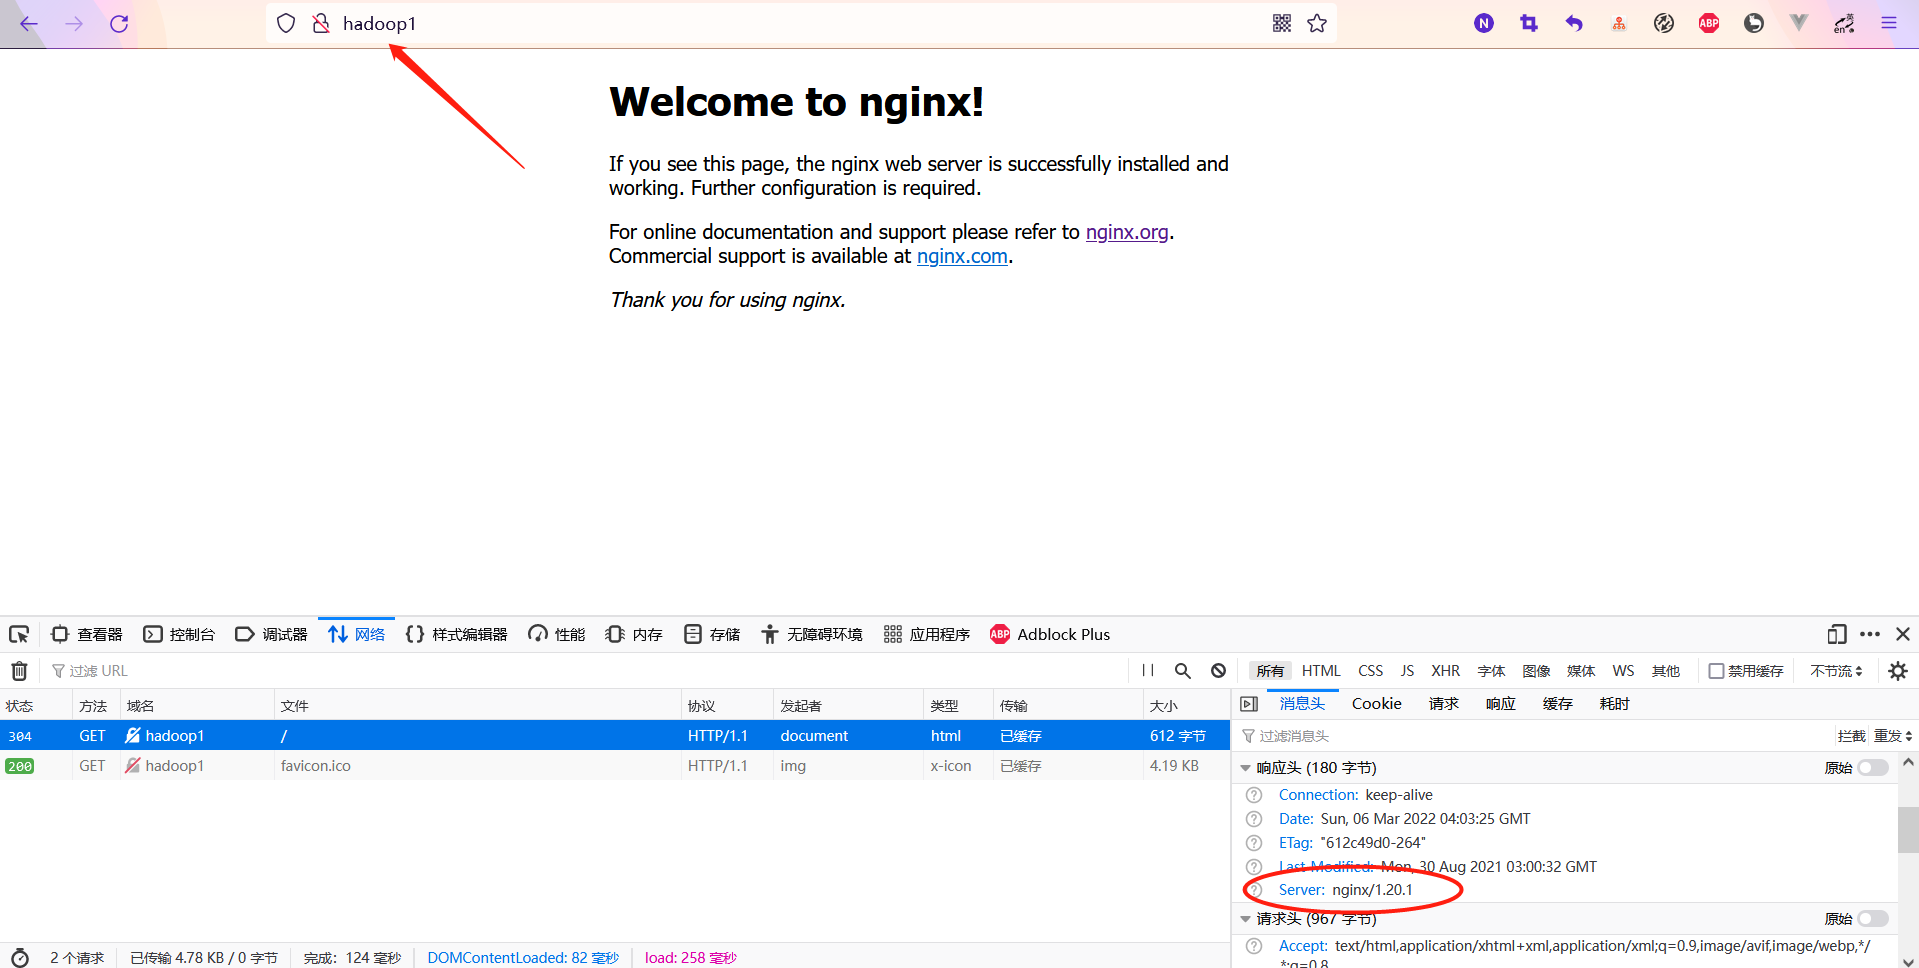 hadoop1
N
ABP
英
en
Welcome to nginx!
If you see this page, the nginx web server is successfully installed and
working. Further configuration is required.
For online documentation and support please refer to nginx.org.
Commercial support is available at nginx.com.
Thank you for using nginx.
查看器 控制台 调试器 网络 {} 样式编辑器 性能 内存 存储 无障碍环境 应用程序 ABP Adblock Plus
过滤 URL
所有 HTML CSS JS XHR 字体 图像 媒体 WS 其他 禁用缓存 不节流
状态 方法 域名 文件 协议 发起者 类型 传输 大小
304 GET hadoop1 / HTTP/1.1 document html 已缓存 612 字节
200 GET hadoop1 favicon.ico HTTP/1.1 img x-icon 已缓存 4.19 KB
消息头 Cookie 请求 响应 缓存 耗时
过滤消息头 拦截 重发
响应头 (180 字节) 原始
Connection: keep-alive
Date: Sun, 06 Mar 2022 04:03:25 GMT
ETag: "612c49d0-264"
Last-Modified: Mon, 30 Aug 2021 03:00:32 GMT
Server: nginx/1.20.1
请求头 (967 字节) 原始
Accept: text/html,application/xhtml+xml,application/xml;q=0.9,image/avif,image/webp,*/
*;q=0.8
2 个请求 已传输 4.78 KB / 0 字节 完成: 124 毫秒 DOMContentLoaded: 82 毫秒 load: 258 毫秒